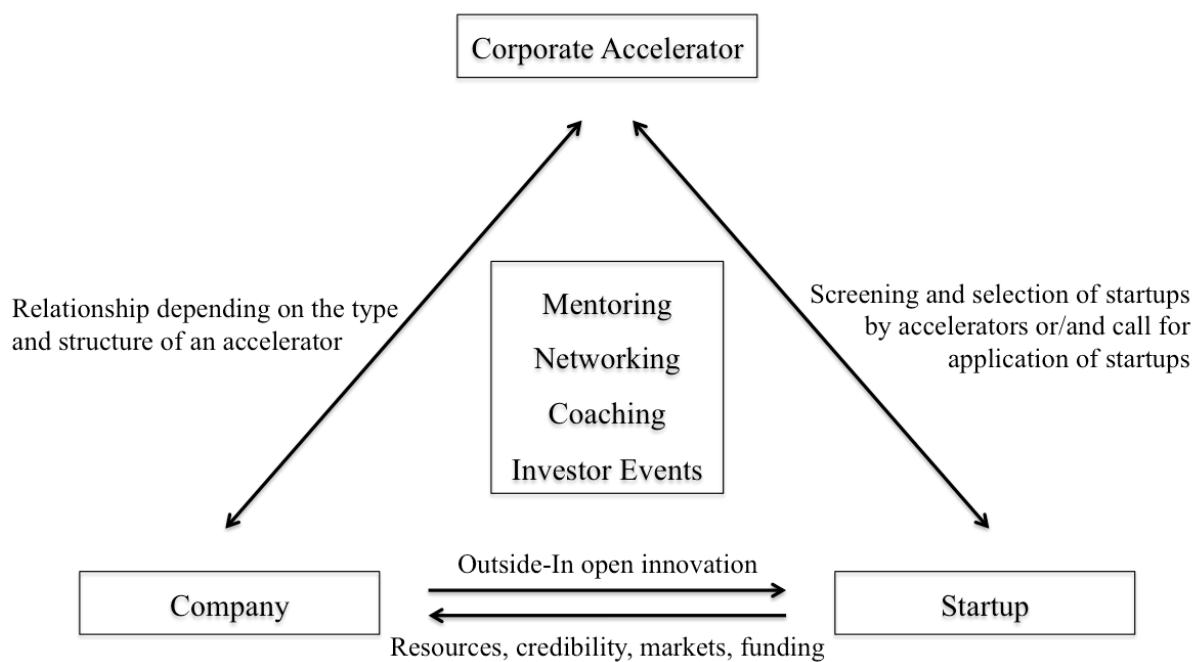 Corporate Accelerator
Relationship depending on the type
and structure of an accelerator
Mentoring
Networking
Coaching
Investor Events
Screening and selection of startups
by accelerators or/and call for
application of startups
Company
Outside-In open innovation
Resources, credibility, markets, funding
Startup